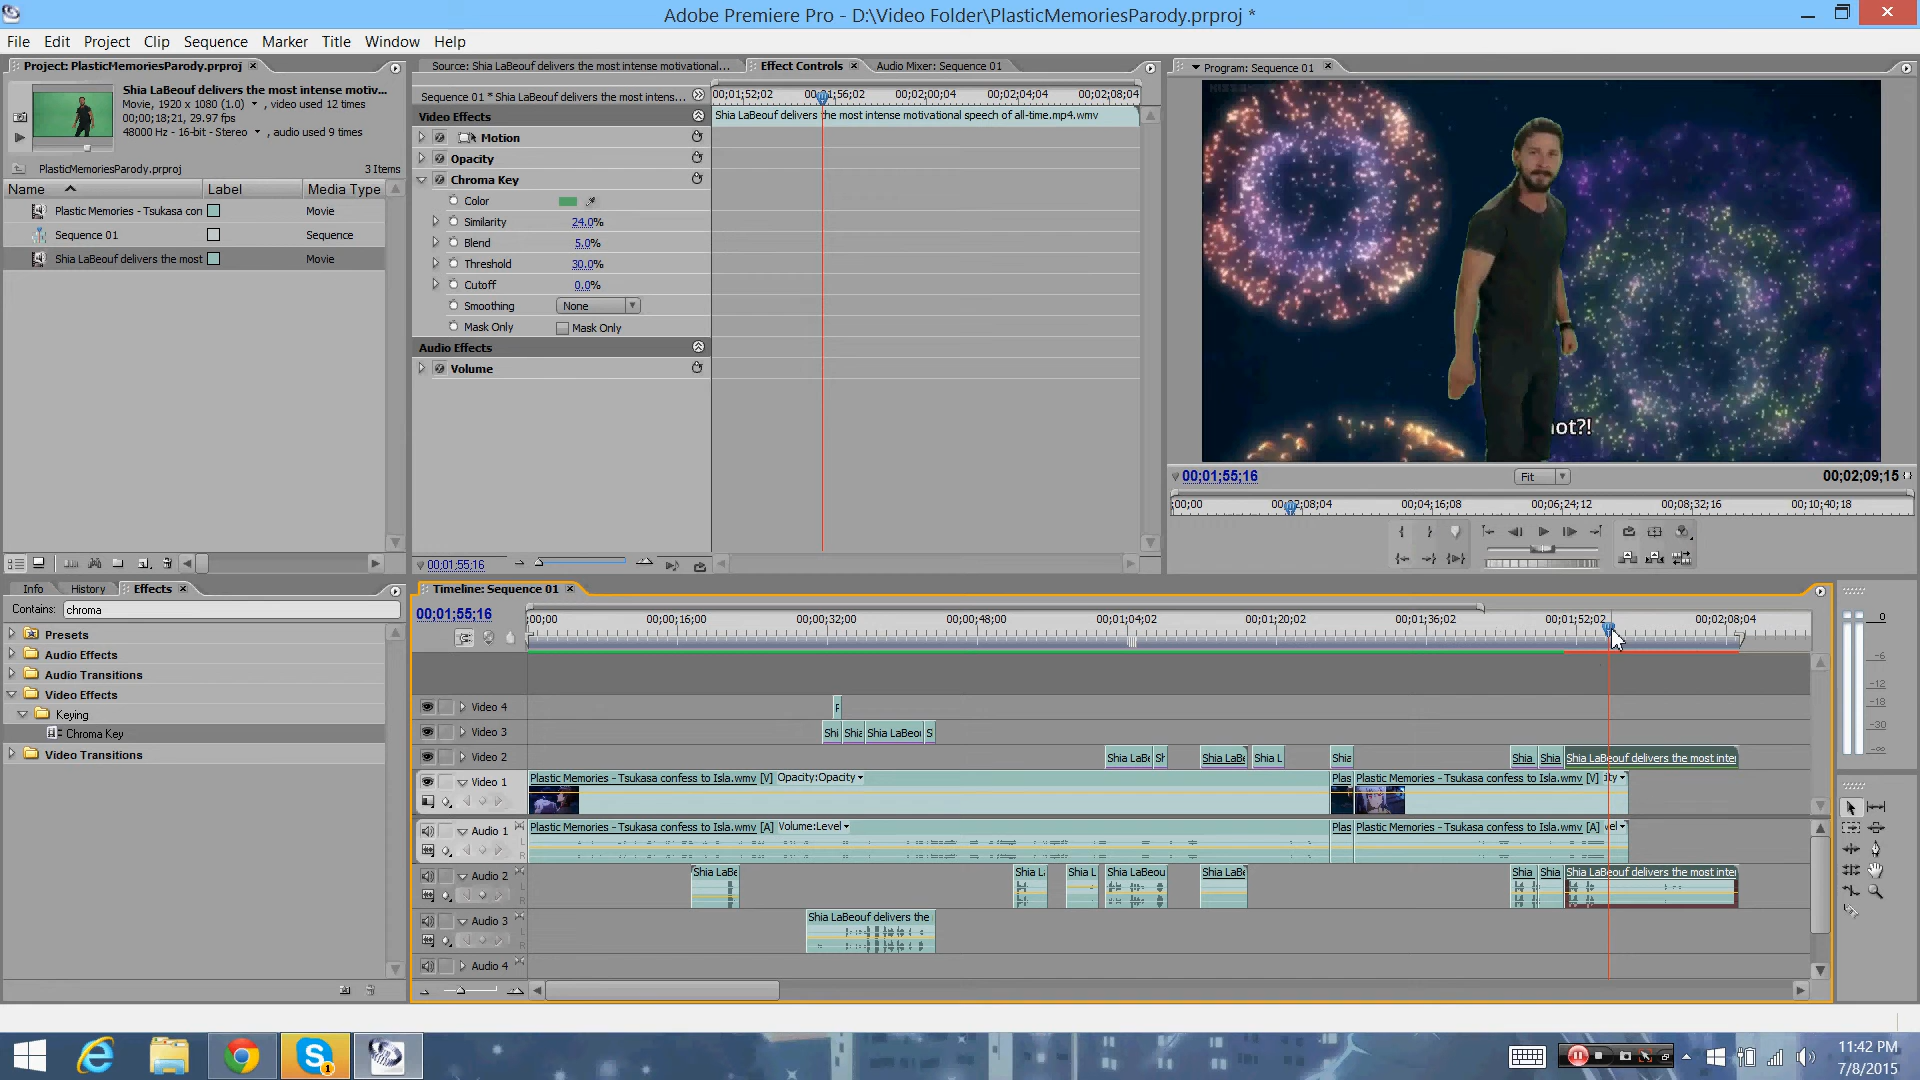 Adobe Premiere Pro - D:\Video Folder\PlasticMemoriesParody.prproj *
File Edit Project Clip Sequence Marker Title Window Help
Project: PlasticMemoriesParody.prproj
Shia LaBeouf delivers the most intense motiv...
Movie, 1920 x 1080 (1.0) , video used 12 times
00;00;18;21, 29.97 fps
48000 Hz - 16-bit - Stereo , audio used 9 times
PlasticMemoriesParody.prproj 3 Items
Name Label Media Type
Plastic Memories - Tsukasa con Movie
Sequence 01 Sequence
Shia LaBeouf delivers the most Movie
Source: Shia LaBeouf delivers the most intense motivational... Effect Controls Audio Mixer: Sequence 01
Sequence 01 * Shia LaBeouf delivers the most intens...
00;01;52;02 00;01;56;02 00;02;00;04 00;02;04;04 00;02;08;04
Video Effects
Shia LaBeouf delivers the most intense motivational speech of all-time.mp4.wmv
Motion
Opacity
Chroma Key
Color
Similarity 24.0%
Blend 5.0%
Threshold 30.0%
Cutoff 0.0%
Smoothing None
Mask Only Mask Only
Audio Effects
Volume
00;01;55;16
Program: Sequence 01
not?!
00;01;55;16 Fit 00;02;09;15
;00;00 00;02;08;04 00;04;16;08 00;06;24;12 00;08;32;16 00;10;40;18
Info History Effects
Contains: chroma
Presets
Audio Effects
Audio Transitions
Video Effects
Keying
Chroma Key
Video Transitions
Timeline: Sequence 01
00;01;55;16
;00;00 00;00;16;00 00;00;32;00 00;00;48;00 00;01;04;02 00;01;20;02 00;01;36;02 00;01;52;02 00;02;08;04
Video 4
Video 3 Shi Shia LaBeou S
Video 2 Shia LaBe Sh Shia LaBe Shia L Shia Shia Shia Shia LaBeouf delivers the most inter
Video 1 Plastic Memories - Tsukasa confess to Isla.wmv [V] Opacity:Opacity Plas Plastic Memories - Tsukasa confess to Isla.wmv [V] ity
Audio 1 Plastic Memories - Tsukasa confess to Isla.wmv [A] Volume:Level Plas Plastic Memories - Tsukasa confess to Isla.wmv [A] vel
L
R
Audio 2 Shia LaBe Shia L Shia L Shia LaBeou Shia LaBe Shia Shia Shia LaBeouf delivers the most inter
L
R
Audio 3 Shia LaBeouf delivers the
L
R
Audio 4
0
-6
-12
-18
-30
-∞
1
11:42 PM
7/8/2015